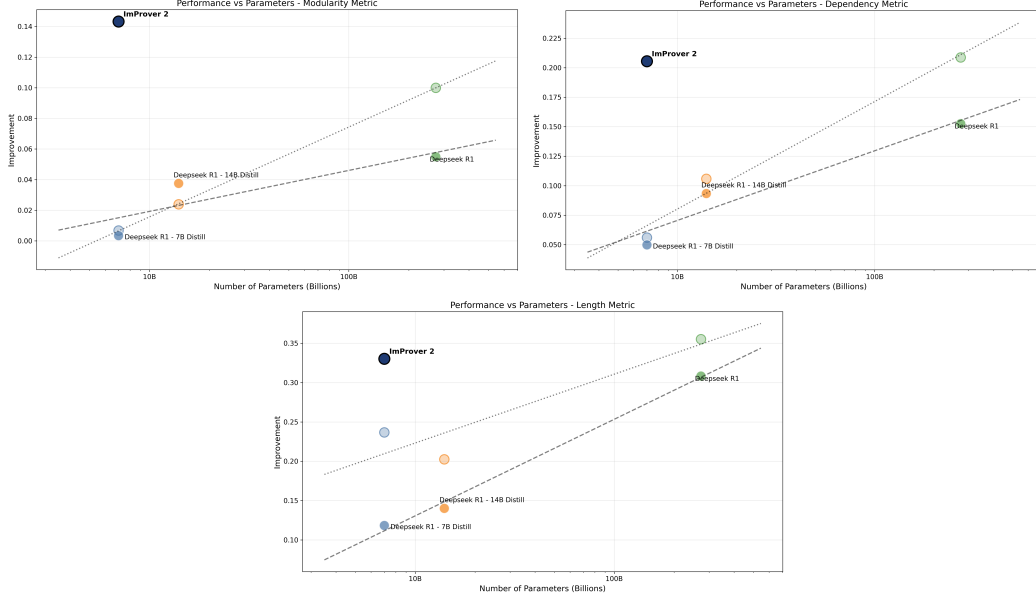 Performance vs Parameters - Modularity Metric
0.14
0.12
0.10
0.08
0.06
0.04
0.02
0.00
Improvement
ImProver 2
Deepseek R1 - 14B Distill
Deepseek R1
Deepseek R1 - 7B Distill
10B
100B
Number of Parameters (Billions)
Performance vs Parameters - Dependency Metric
0.225
0.200
0.175
0.150
0.125
0.100
0.075
0.050
Improvement
ImProver 2
Deepseek R1
Deepseek R1 - 14B Distill
Deepseek R1 - 7B Distill
10B
100B
Number of Parameters (Billions)
Performance vs Parameters - Length Metric
0.35
0.30
0.25
0.20
0.15
0.10
Improvement
ImProver 2
Deepseek R1
Deepseek R1 - 14B Distill
Deepseek R1 - 7B Distill
10B
100B
Number of Parameters (Billions)